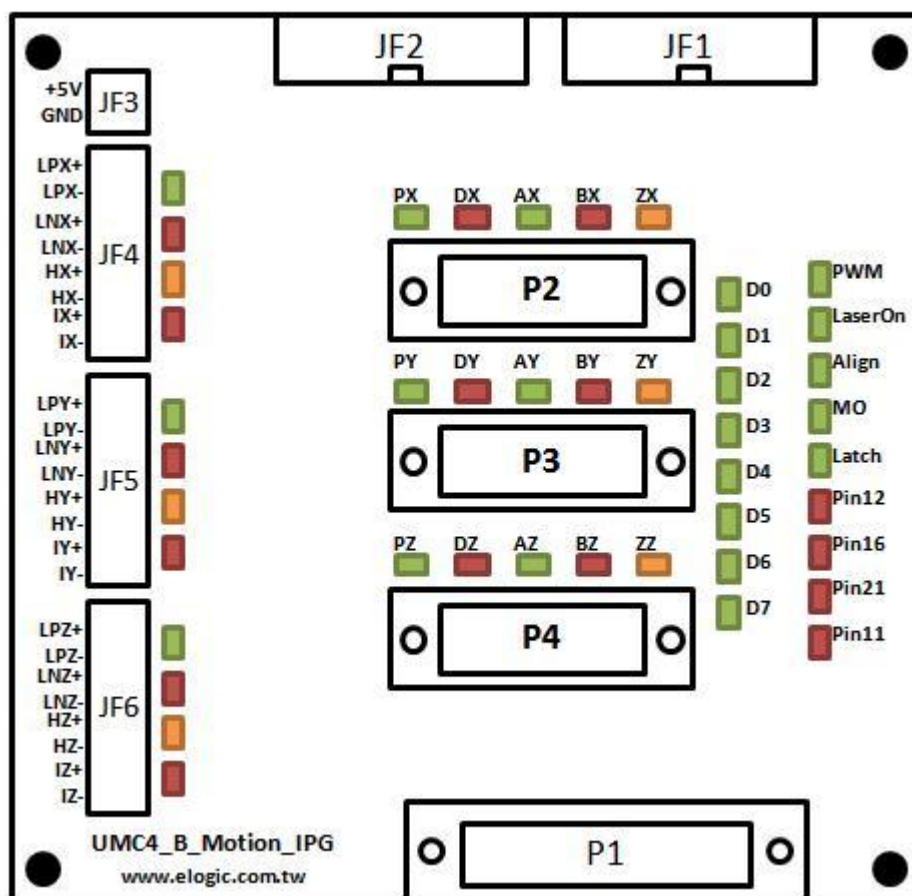 JF2 JF1
+5V
GND
JF3
LPX+
LPX-
LNX+
LNX-
HX+
HX-
IX+
IX-
JF4
LPY+
LPY-
LNY+
LNY-
HY+
HY-
IY+
IY-
JF5
LPZ+
LPZ-
LNZ+
LNZ-
HZ+
HZ-
IZ+
IZ-
JF6
PX DX AX BX ZX
P2
PY DY AY BY ZY
P3
PZ DZ AZ BZ ZZ
P4
D0
D1
D2
D3
D4
D5
D6
D7
PWM
LaserOn
Align
MO
Latch
Pin12
Pin16
Pin21
Pin11
UMC4_B_Motion_IPG
www.elogic.com.tw
P1